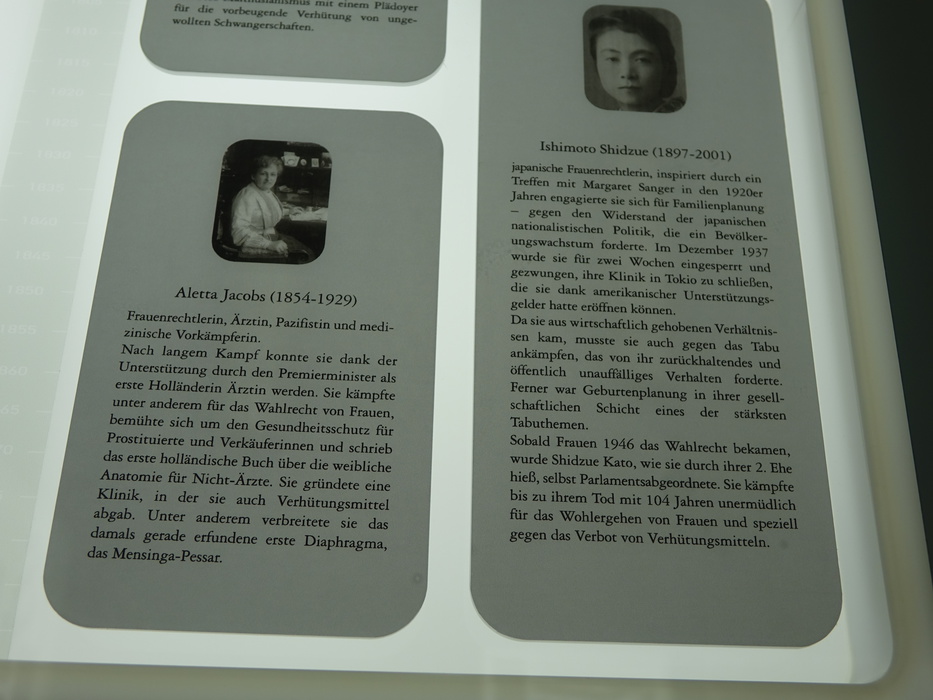 mit einem Plädoyer
für die vorbeugende Verhütung von unge-
wollten Schwangerschaften.
Aletta Jacobs (1854-1929)
Frauenrechtlerin, Ärztin, Pazifistin und medi-
zinische Vorkämpferin.
Nach langem Kampf konnte sie dank der
Unterstützung durch den Premierminister als
erste Holländerin Ärztin werden. Sie kämpfte
unter anderem für das Wahlrecht von Frauen,
bemühte sich um den Gesundheitsschutz für
Prostituierte und Verkäuferinnen und schrieb
das erste holländische Buch über die weibliche
Anatomie für Nicht-Ärzte. Sie gründete eine
Klinik, in der sie auch Verhütungsmittel
abgab. Unter anderem verbreitete sie das
damals gerade erfundene erste Diaphragma,
das Mensinga-Pessar.
Ishimoto Shidzue (1897-2001)
japanische Frauenrechtlerin, inspiriert durch ein
Treffen mit Margaret Sanger in den 1920er
Jahren engagierte sie sich für Familienplanung
– gegen den Widerstand der japanischen
nationalistischen Politik, die ein Bevölker-
ungswachstum forderte. Im Dezember 1937
wurde sie für zwei Wochen eingesperrt und
gezwungen, ihre Klinik in Tokio zu schließen,
die sie dank amerikanischer Unterstützungs-
gelder hatte eröffnen können.
Da sie aus wirtschaftlich gehobenen Verhältnis-
sen kam, musste sie auch gegen das Tabu
ankämpfen, das von ihr zurückhaltendes und
öffentlich unauffälliges Verhalten forderte.
Ferner war Geburtenplanung in ihrer gesell-
schaftlichen Schicht eines der stärksten
Tabuthemen.
Sobald Frauen 1946 das Wahlrecht bekamen,
wurde Shidzue Kato, wie sie durch ihrer 2. Ehe
hieß, selbst Parlamentsabgeordnete. Sie kämpfte
bis zu ihrem Tod mit 104 Jahren unermüdlich
für das Wohlergehen von Frauen und speziell
gegen das Verbot von Verhütungsmitteln.